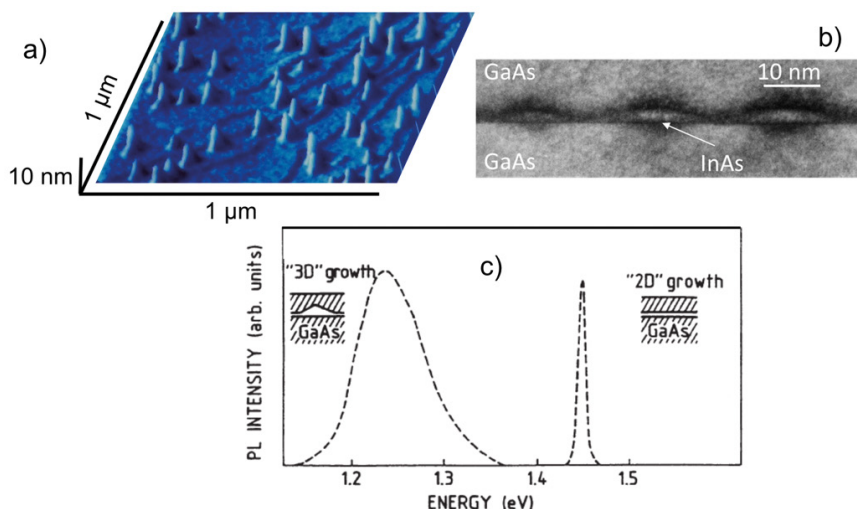 a)
1 µm
10 nm
1 µm
b)
GaAs
10 nm
GaAs
InAs
c)
PL INTENSITY (arb. units)
"3D" growth
GaAs
"2D" growth
GaAs
1.2 1.3 1.4 1.5
ENERGY (eV)